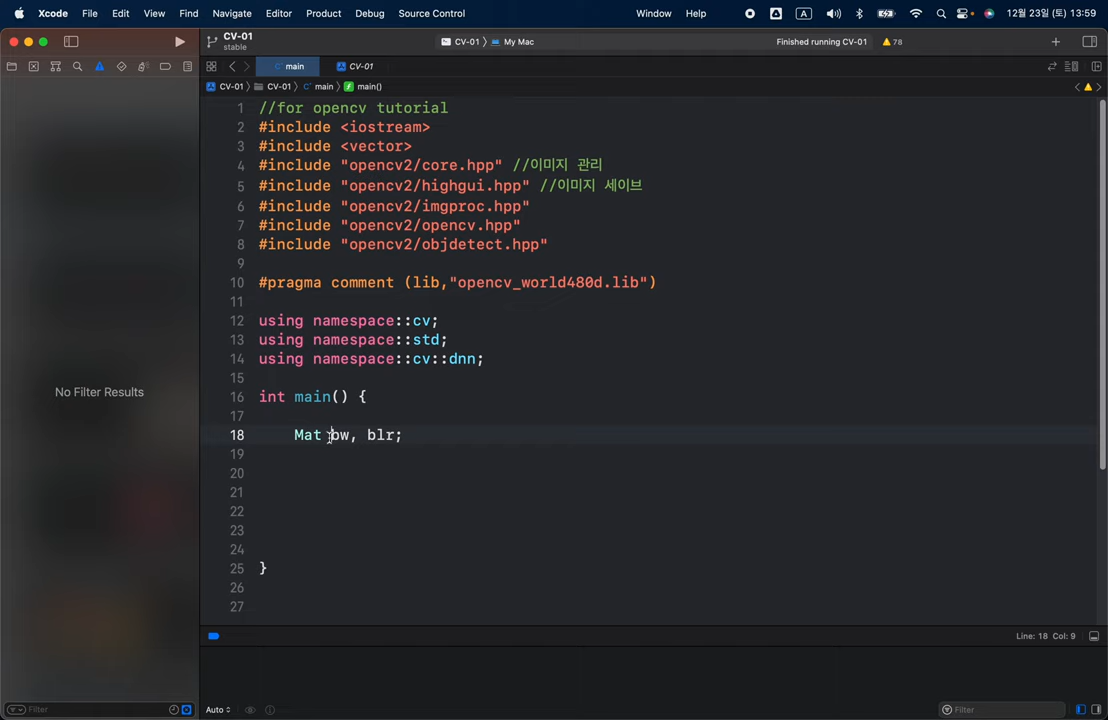 Xcode File Edit View Find Navigate Editor Product Debug Source Control Window Help A 12월 23일 (토) 13:59
CV-01
stable
CV-01 〉 My Mac
Finished running CV-01
78
main
CV-01
CV-01 〉 CV-01 〉 main 〉 main()
1 //for opencv tutorial
2 #include <iostream>
3 #include <vector>
4 #include "opencv2/core.hpp" //이미지 관리
5 #include "opencv2/highgui.hpp" //이미지 세이브
6 #include "opencv2/imgproc.hpp"
7 #include "opencv2/opencv.hpp"
8 #include "opencv2/objdetect.hpp"
9
10 #pragma comment (lib,"opencv_world480d.lib")
11
12 using namespace::cv;
13 using namespace::std;
14 using namespace::cv::dnn;
15
16 int main() {
17
18 Mat bw, blr;
19
20
21
22
23
24
25 }
26
27
No Filter Results
Line: 18 Col: 9
Filter
Auto
Filter